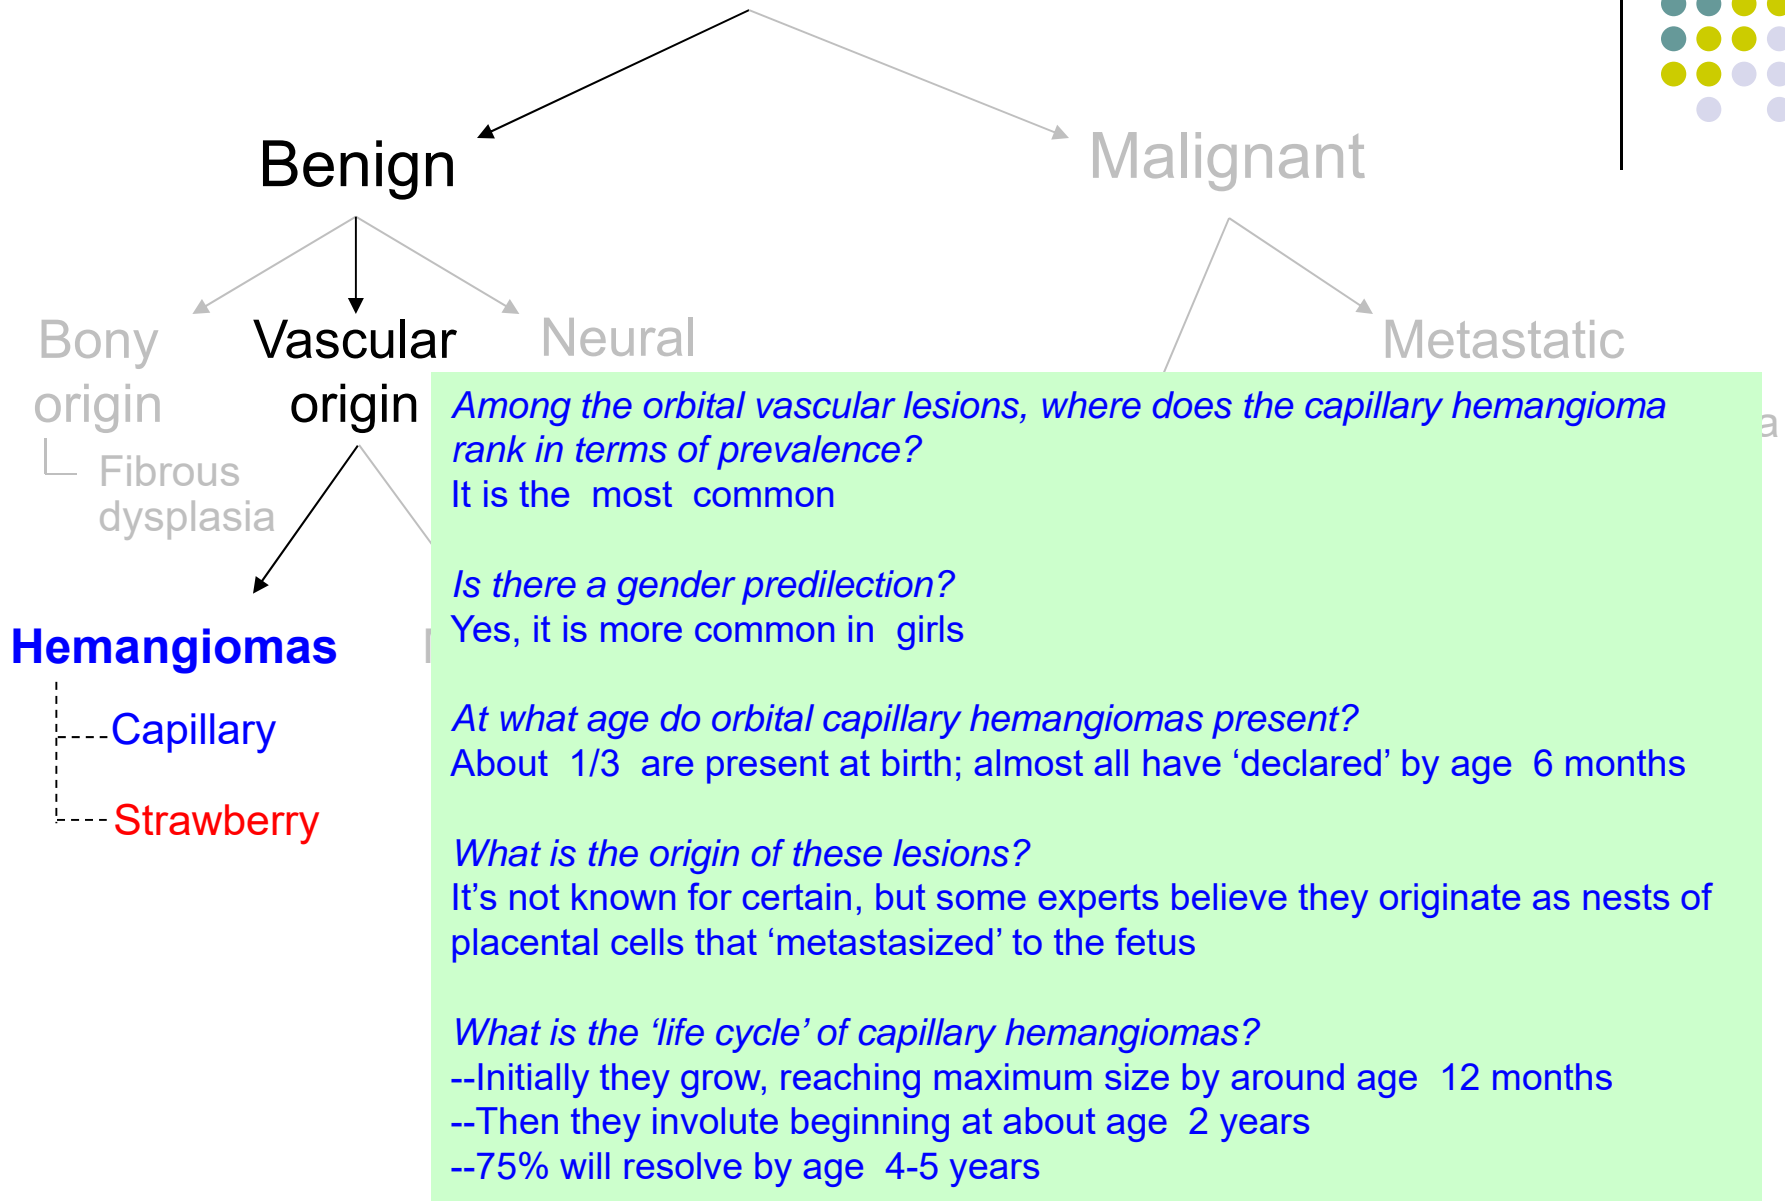 Benign
Malignant
Bony
origin
Fibrous
dysplasia
Vascular
origin
Neural
Metastatic
a
Hemangiomas
Capillary
Strawberry
Among the orbital vascular lesions, where does the capillary hemangioma
rank in terms of prevalence?
It is the most common
Is there a gender predilection?
Yes, it is more common in girls
At what age do orbital capillary hemangiomas present?
About 1/3 are present at birth; almost all have ‘declared’ by age 6 months
What is the origin of these lesions?
It’s not known for certain, but some experts believe they originate as nests of
placental cells that ‘metastasized’ to the fetus
What is the ‘life cycle’ of capillary hemangiomas?
--Initially they grow, reaching maximum size by around age 12 months
--Then they involute beginning at about age 2 years
--75% will resolve by age 4-5 years